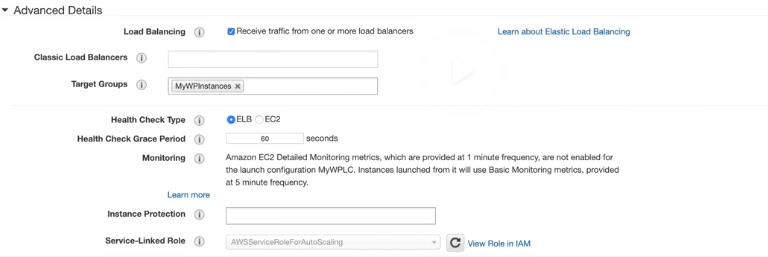 Advanced Details
Load Balancing i Receive traffic from one or more load balancers Learn about Elastic Load Balancing
Classic Load Balancers i
Target Groups i MyWPInstances ×
Health Check Type i ELB EC2
Health Check Grace Period i 60 seconds
Monitoring i Amazon EC2 Detailed Monitoring metrics, which are provided at 1 minute frequency, are not enabled for
the launch configuration MyWPLC. Instances launched from it will use Basic Monitoring metrics, provided
at 5 minute frequency.
Learn more
Instance Protection i
Service-Linked Role i AWSServiceRoleForAutoScaling View Role in IAM